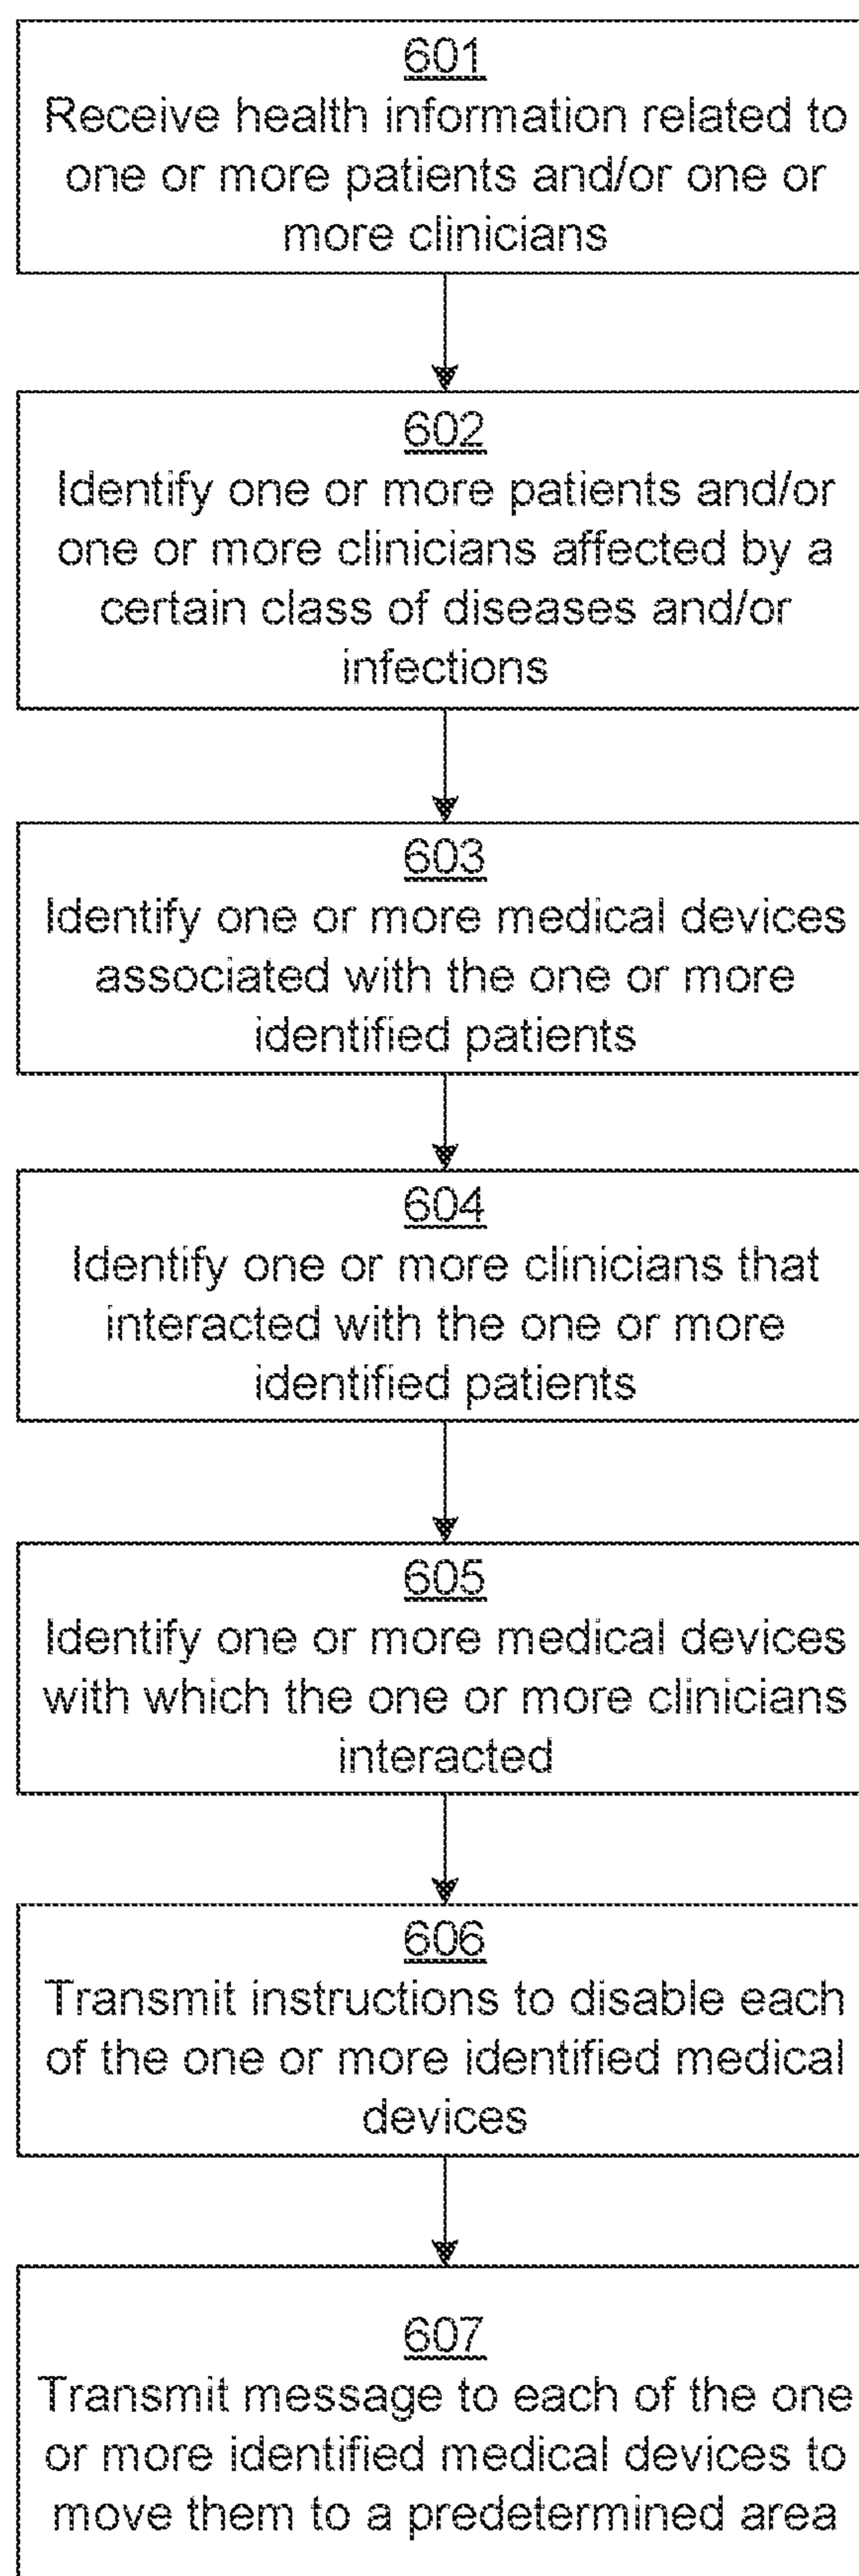 601
Receive health information related to
one or more patients and/or one or
more clinicians
602
Identify one or more patients and/or
one or more clinicians affected by a
certain class of diseases and/or
infections
603
Identify one or more medical devices
associated with the one or more
identified patients
604
Identify one or more clinicians that
interacted with the one or more
identified patients
605
Identify one or more medical devices
with which the one or more clinicians
interacted
606
Transmit instructions to disable each
of the one or more identified medical
devices
607
Transmit message to each of the one
or more identified medical devices to
move them to a predetermined area